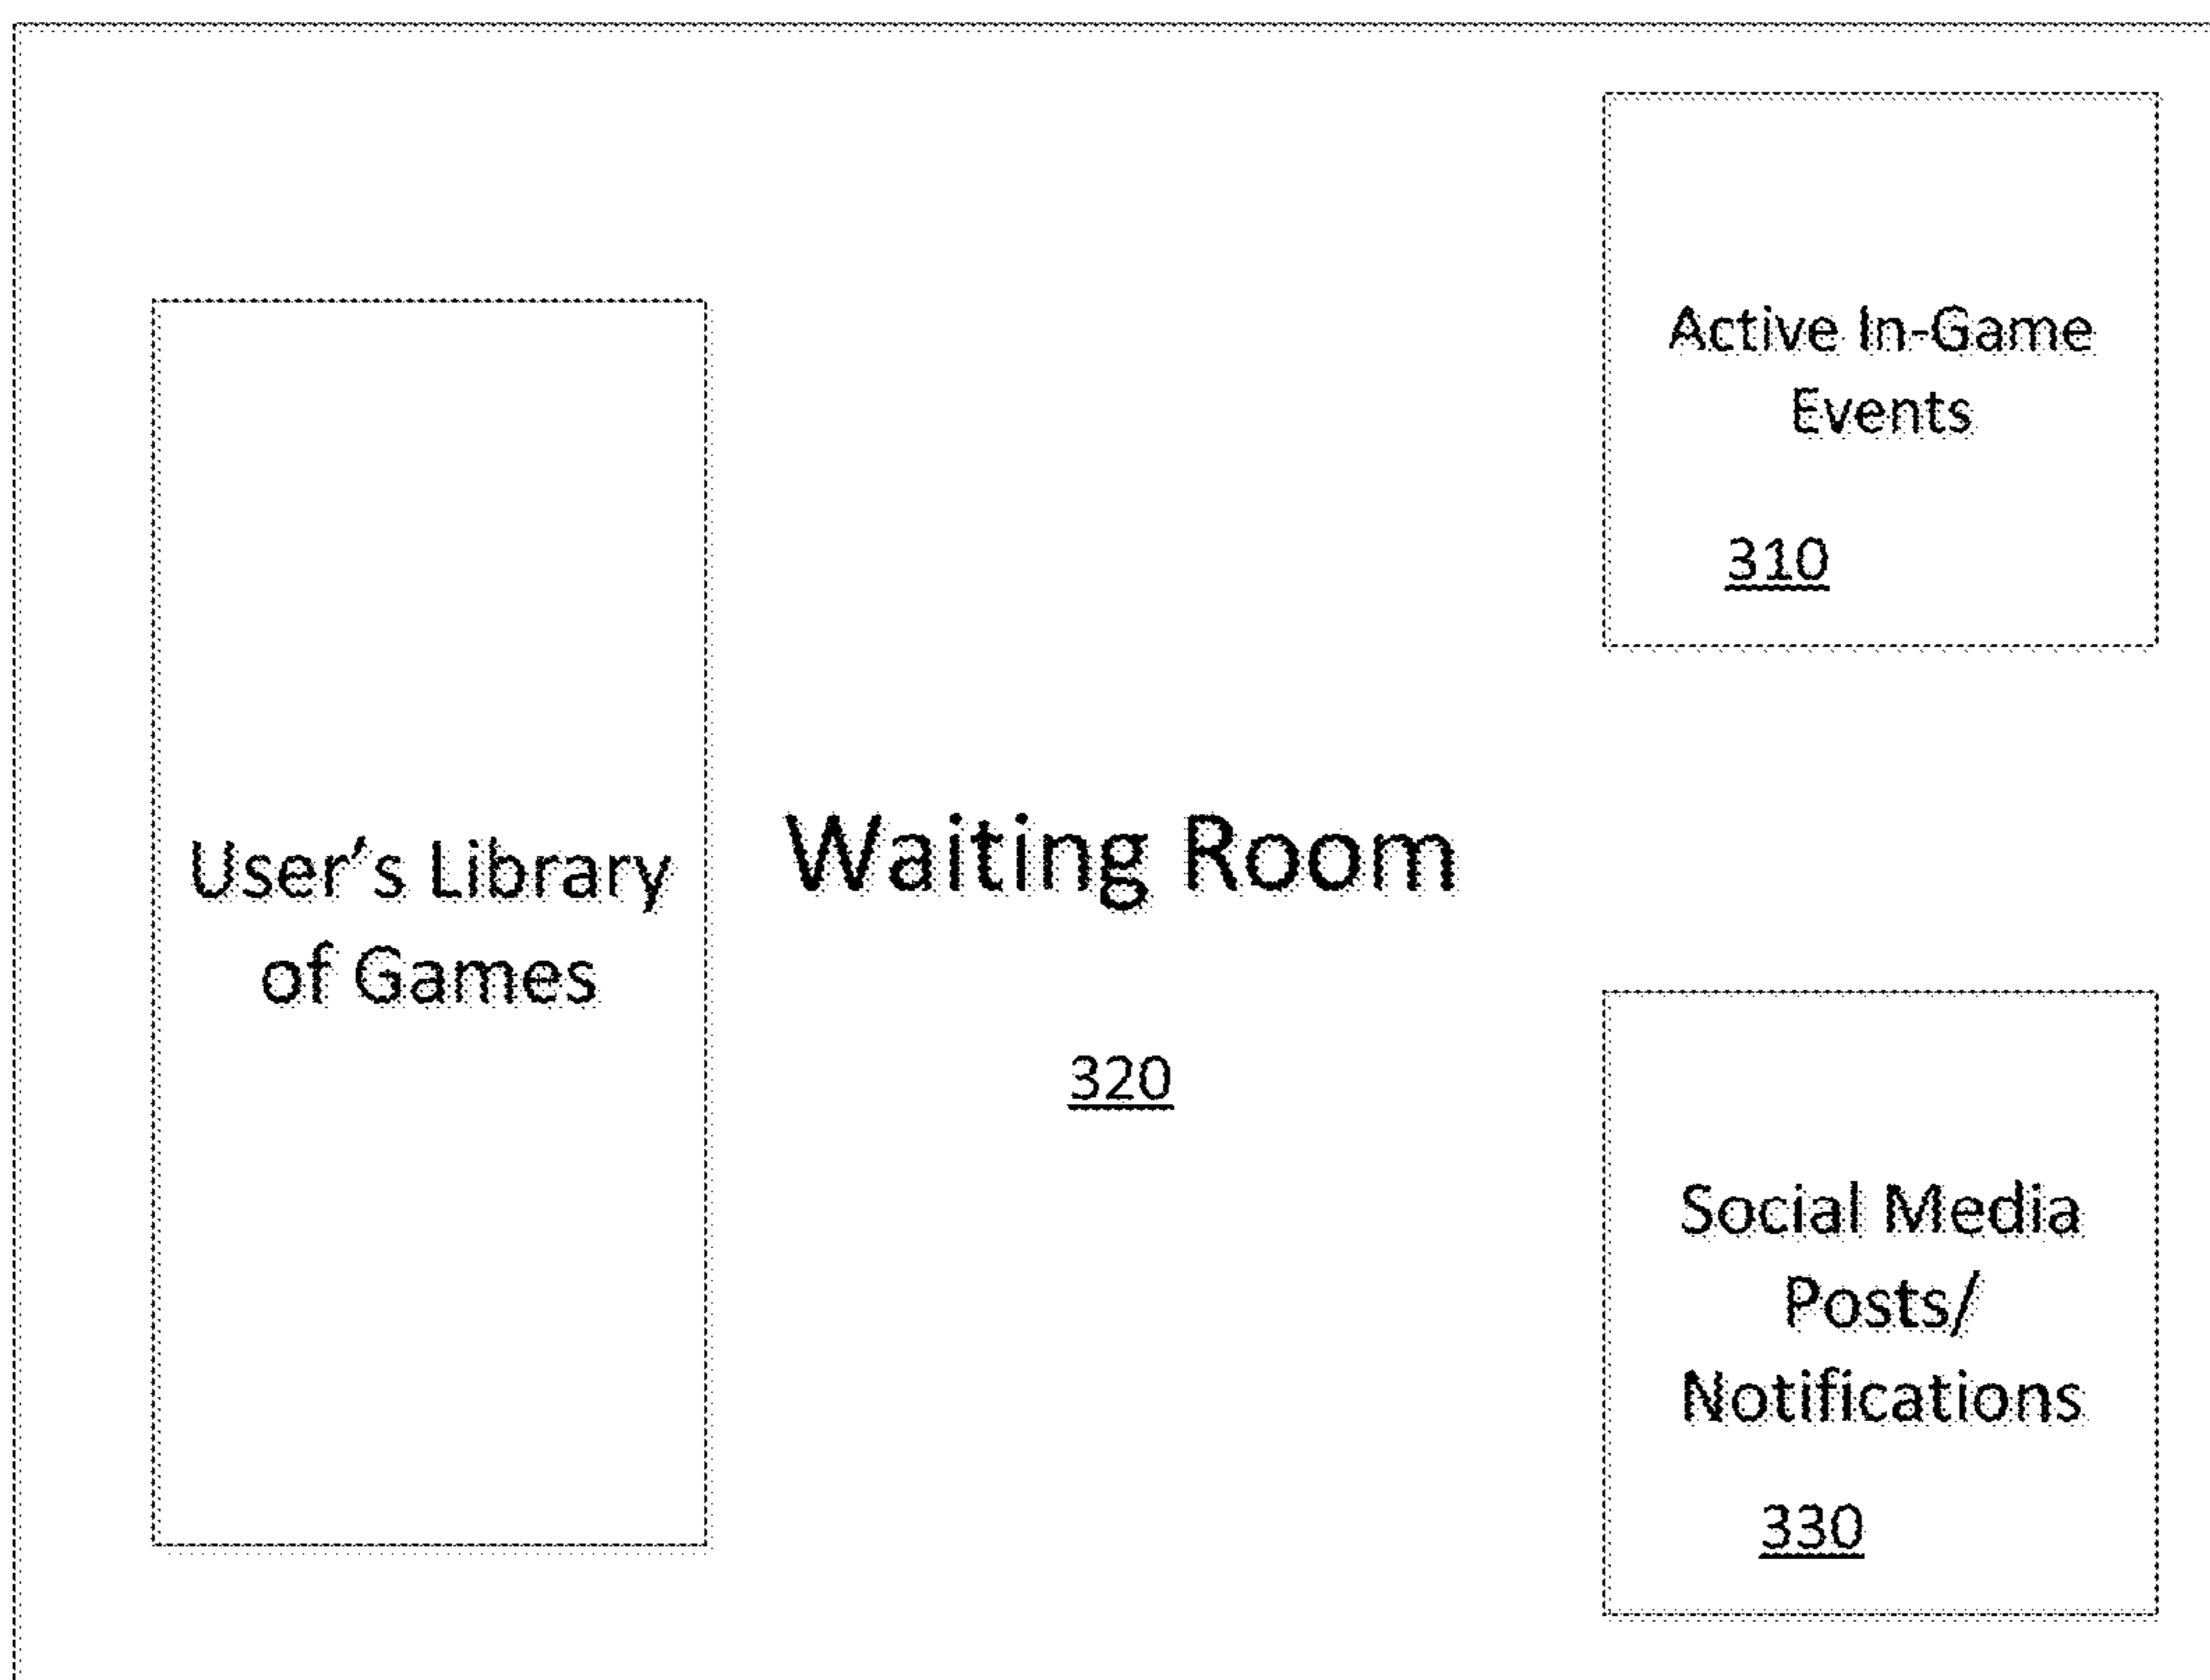 Active In-Game
Events
310
User’s Library
of Games
Waiting Room
320
Social Media
Posts/
Notifications
330